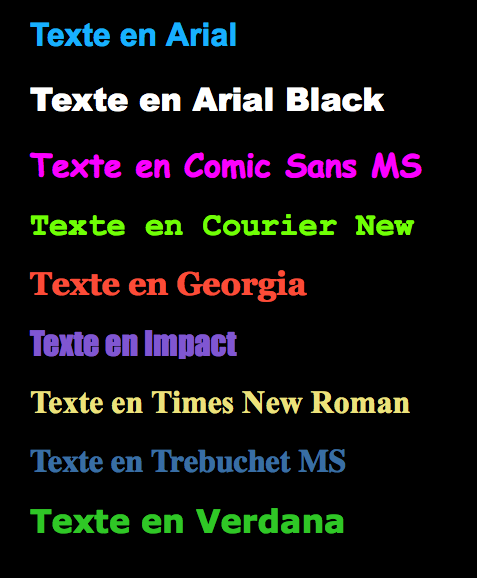 Texte en Arial
Texte en Arial Black
Texte en Comic Sans MS
Texte en Courier New
Texte en Georgia
Texte en Impact
Texte en Times New Roman
Texte en Trebuchet MS
Texte en Verdana